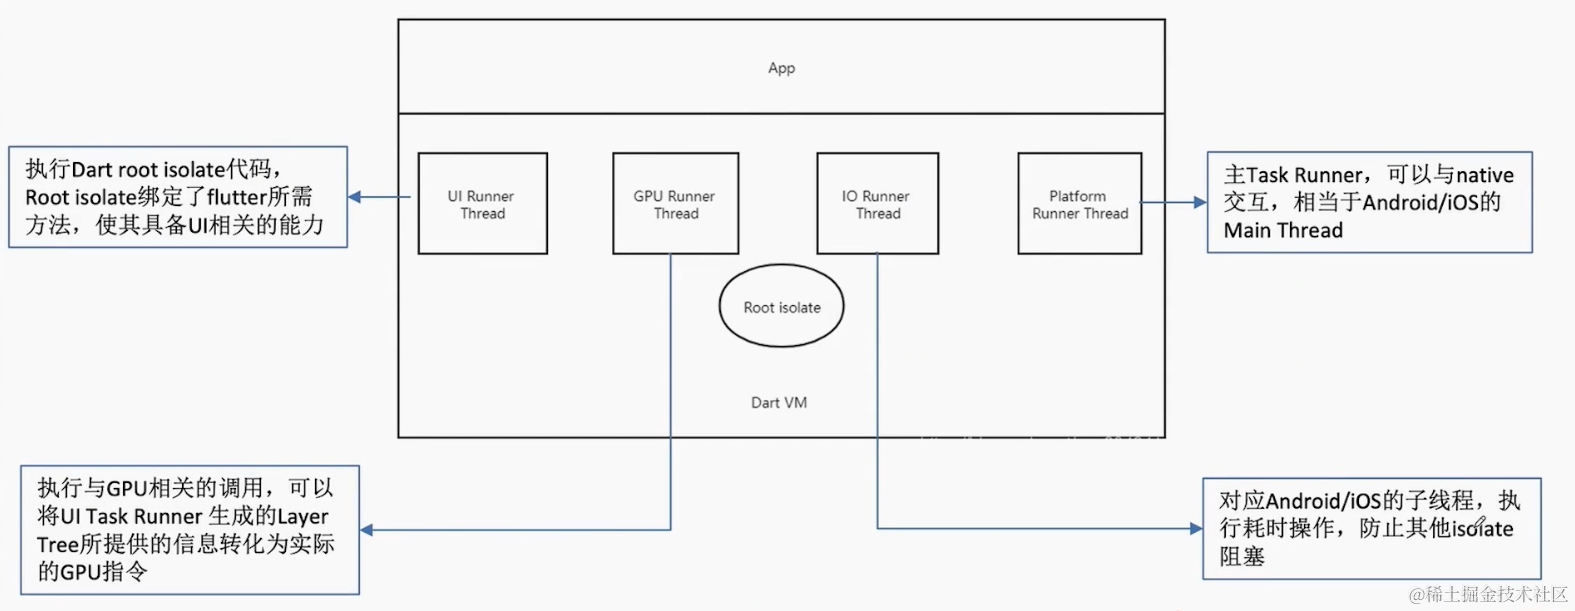 App
执行Dart root isolate代码，
Root isolate绑定了flutter所需
方法，使其具备UI相关的能力
UI Runner
Thread
GPU Runner
Thread
IO Runner
Thread
Platform
Runner Thread
主Task Runner，可以与native
交互，相当于Android/iOS的
Main Thread
Root isolate
Dart VM
执行与GPU相关的调用，可以
将UI Task Runner 生成的Layer
Tree所提供的信息转化为实际
的GPU指令
对应Android/iOS的子线程，执
行耗时操作，防止其他isolate
阻塞
@稀土掘金技术社区